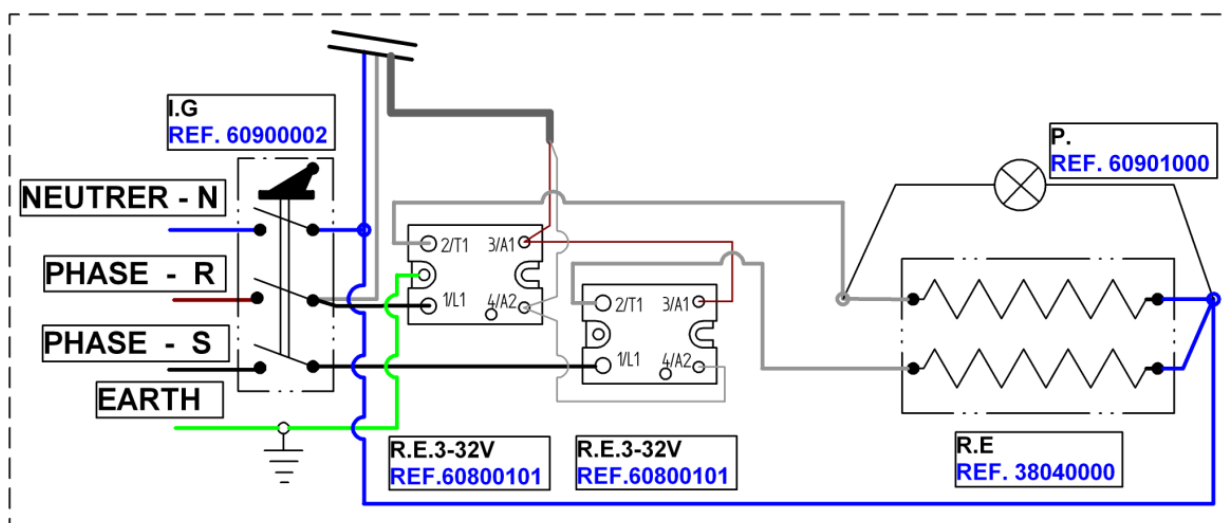 I.G
REF. 60900002
P.
REF. 60901000
NEUTRER - N
PHASE - R
PHASE - S
EARTH
2/T1 3/A1
1/L1 4/A2
2/T1 3/A1
1/L1 4/A2
R.E.3-32V
REF.60800101
R.E.3-32V
REF.60800101
R.E
REF. 38040000